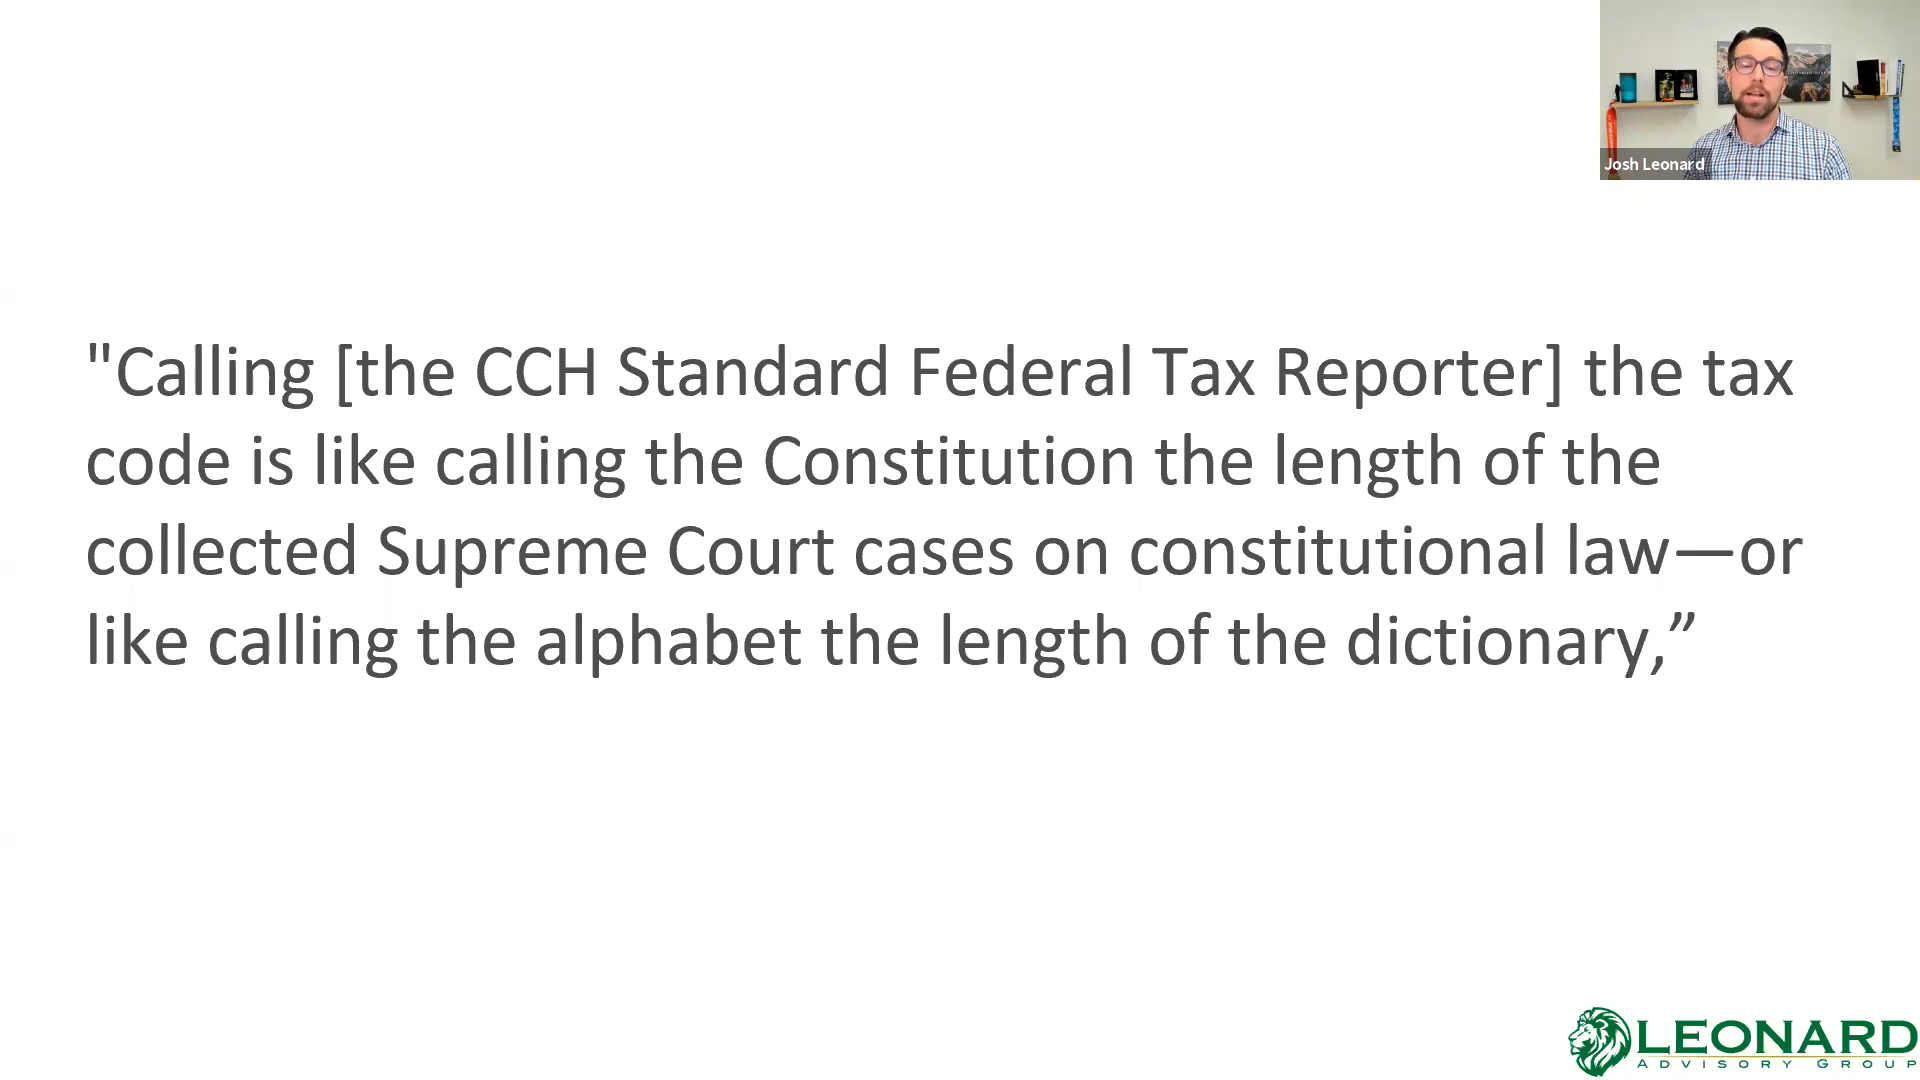 Josh Leonard
"Calling [the CCH Standard Federal Tax Reporter] the tax
code is like calling the Constitution the length of the
collected Supreme Court cases on constitutional law—or
like calling the alphabet the length of the dictionary,”
LEONARD
ADVISORY GROUP